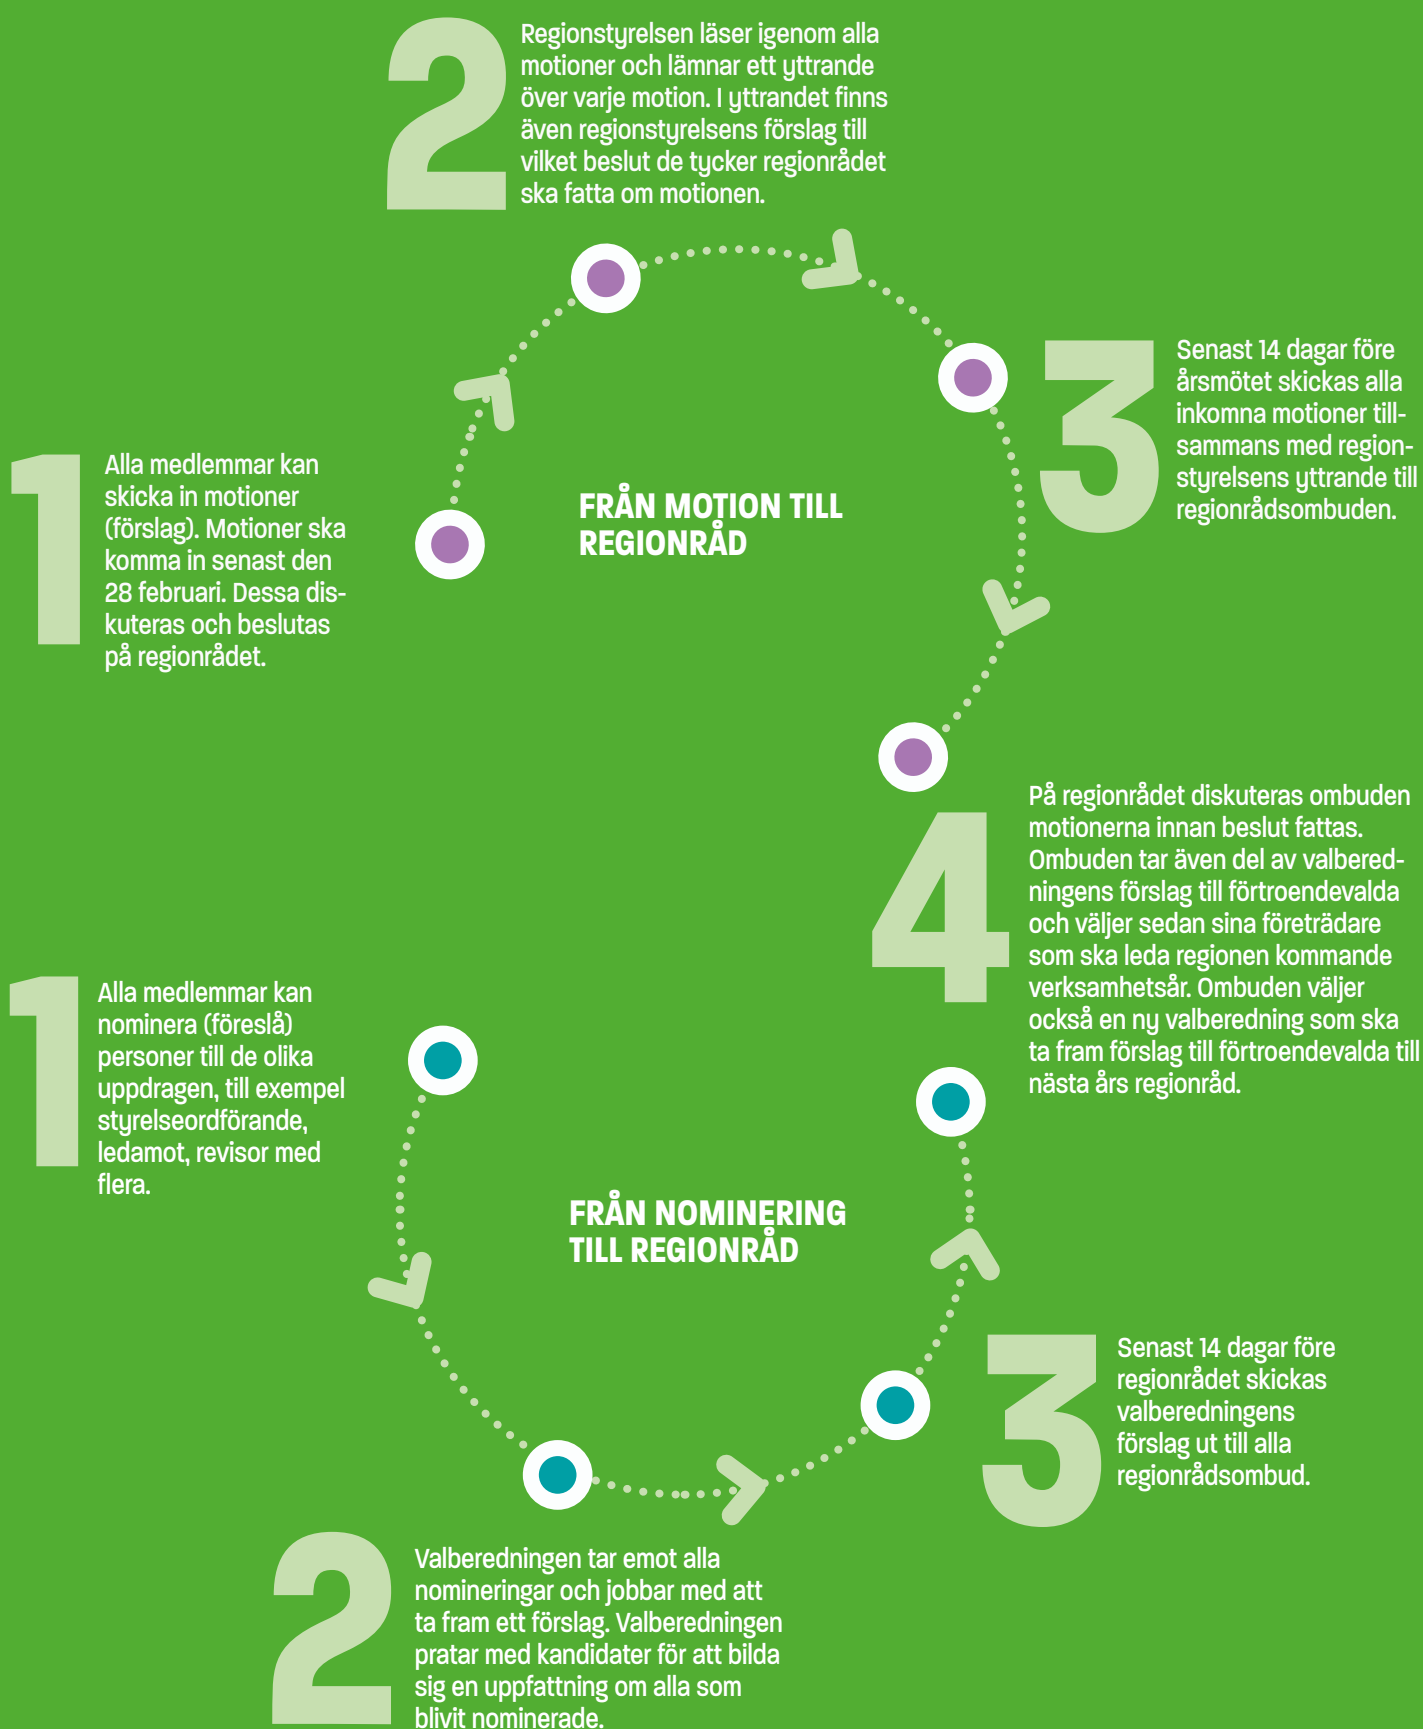 2
Regionstyrelsen läser igenom alla
motioner och lämnar ett yttrande
över varje motion. I yttrandet finns
även regionstyrelsens förslag till
vilket beslut de tycker regionrådet
ska fatta om motionen.
3
Senast 14 dagar före
årsmötet skickas alla
inkomna motioner till-
sammans med region-
styrelsens yttrande till
regionrådsombuden.
1
Alla medlemmar kan
skicka in motioner
(förslag). Motioner ska
komma in senast den
28 februari. Dessa dis-
kuteras och beslutas
på regionrådet.
FRÅN MOTION TILL
REGIONRÅD
4
På regionrådet diskuteras ombuden
motionerna innan beslut fattas.
Ombuden tar även del av valbered-
ningens förslag till förtroendevalda
och väljer sedan sina företrädare
som ska leda regionen kommande
verksamhetsår. Ombuden väljer
också en ny valberedning som ska
ta fram förslag till förtroendevalda till
nästa års regionråd.
1
Alla medlemmar kan
nominera (föreslå)
personer till de olika
uppdragen, till exempel
styrelseordförande,
ledamot, revisor med
flera.
FRÅN NOMINERING
TILL REGIONRÅD
3
Senast 14 dagar före
regionrådet skickas
valberedningens
förslag ut till alla
regionrådsombud.
2
Valberedningen tar emot alla
nomineringar och jobbar med att
ta fram ett förslag. Valberedningen
pratar med kandidater för att bilda
sig en uppfattning om alla som
blivit nominerade.